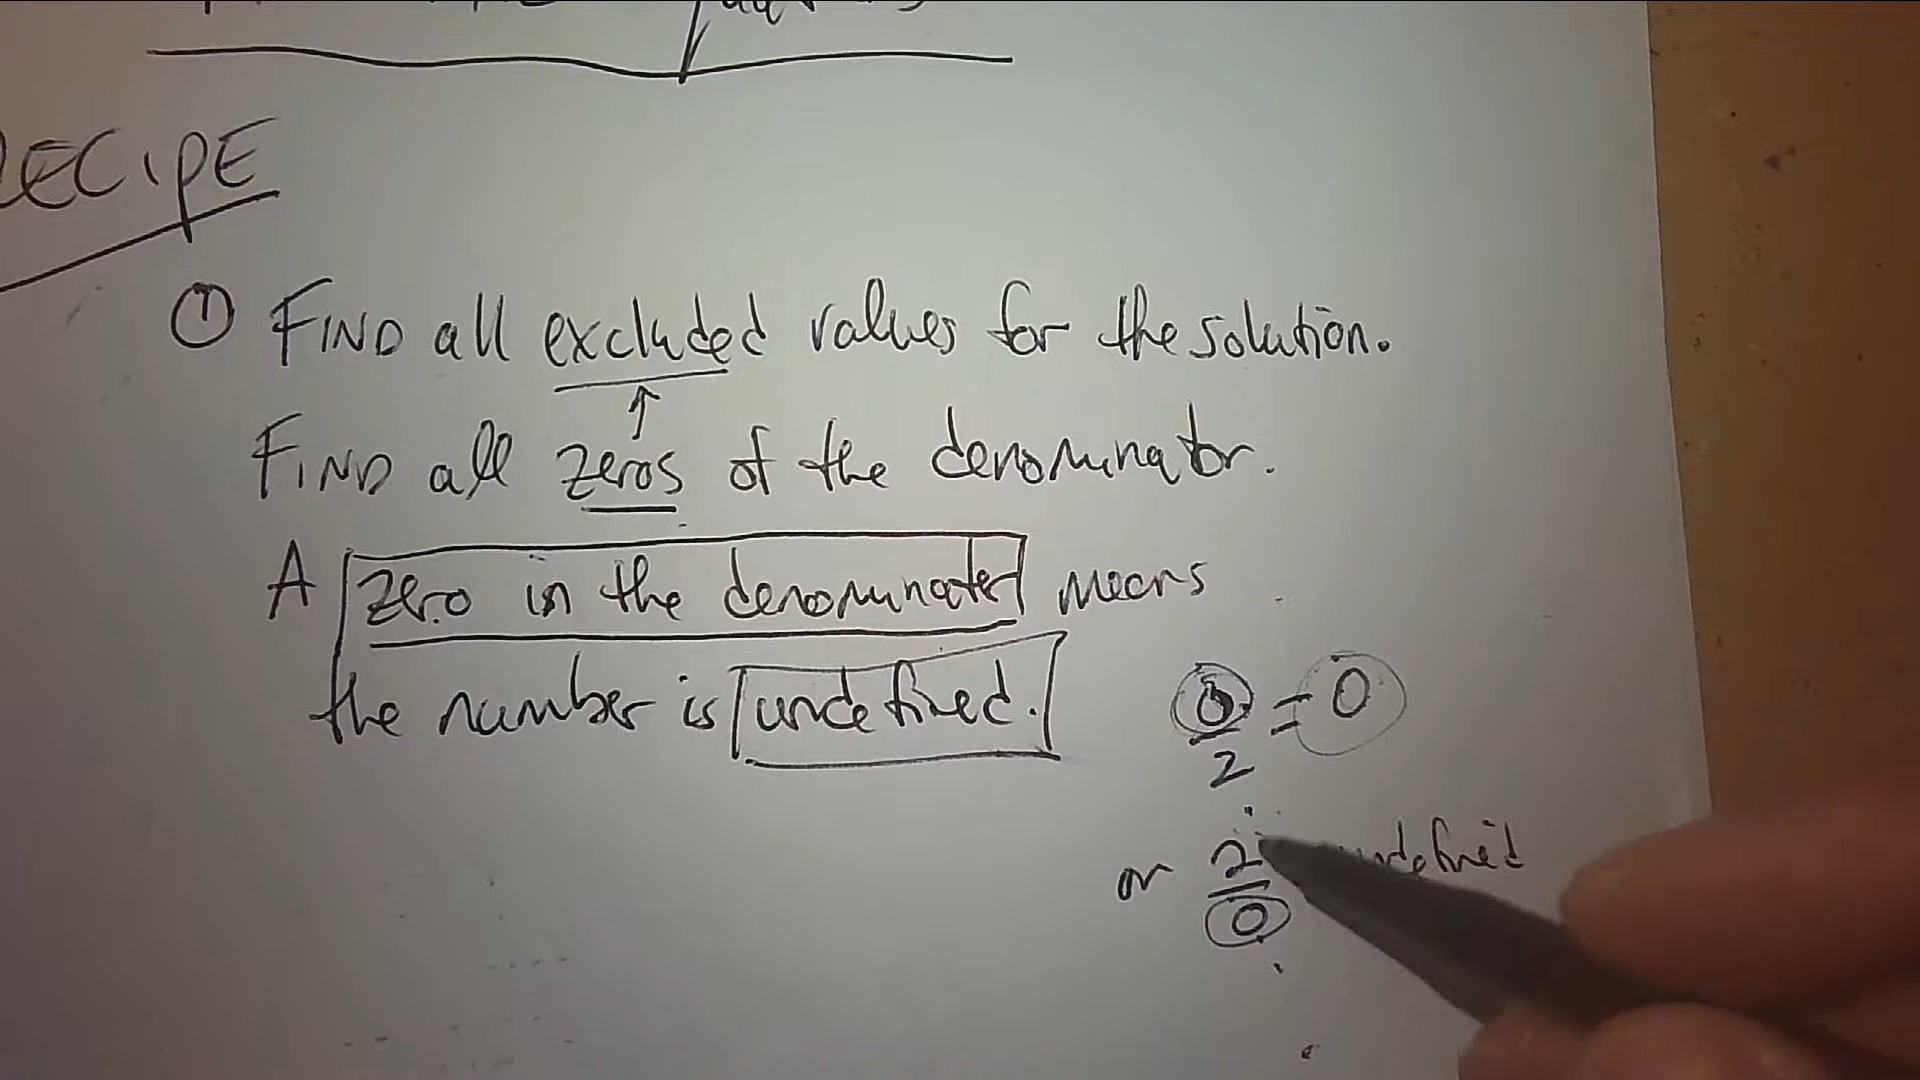 RECIPE
① FIND all excluded values for the solution.
↑
FIND all zeros of the denominator.
A zero in the denominator means
the number is undefined.
0/2 = 0
or 2/0 undefined